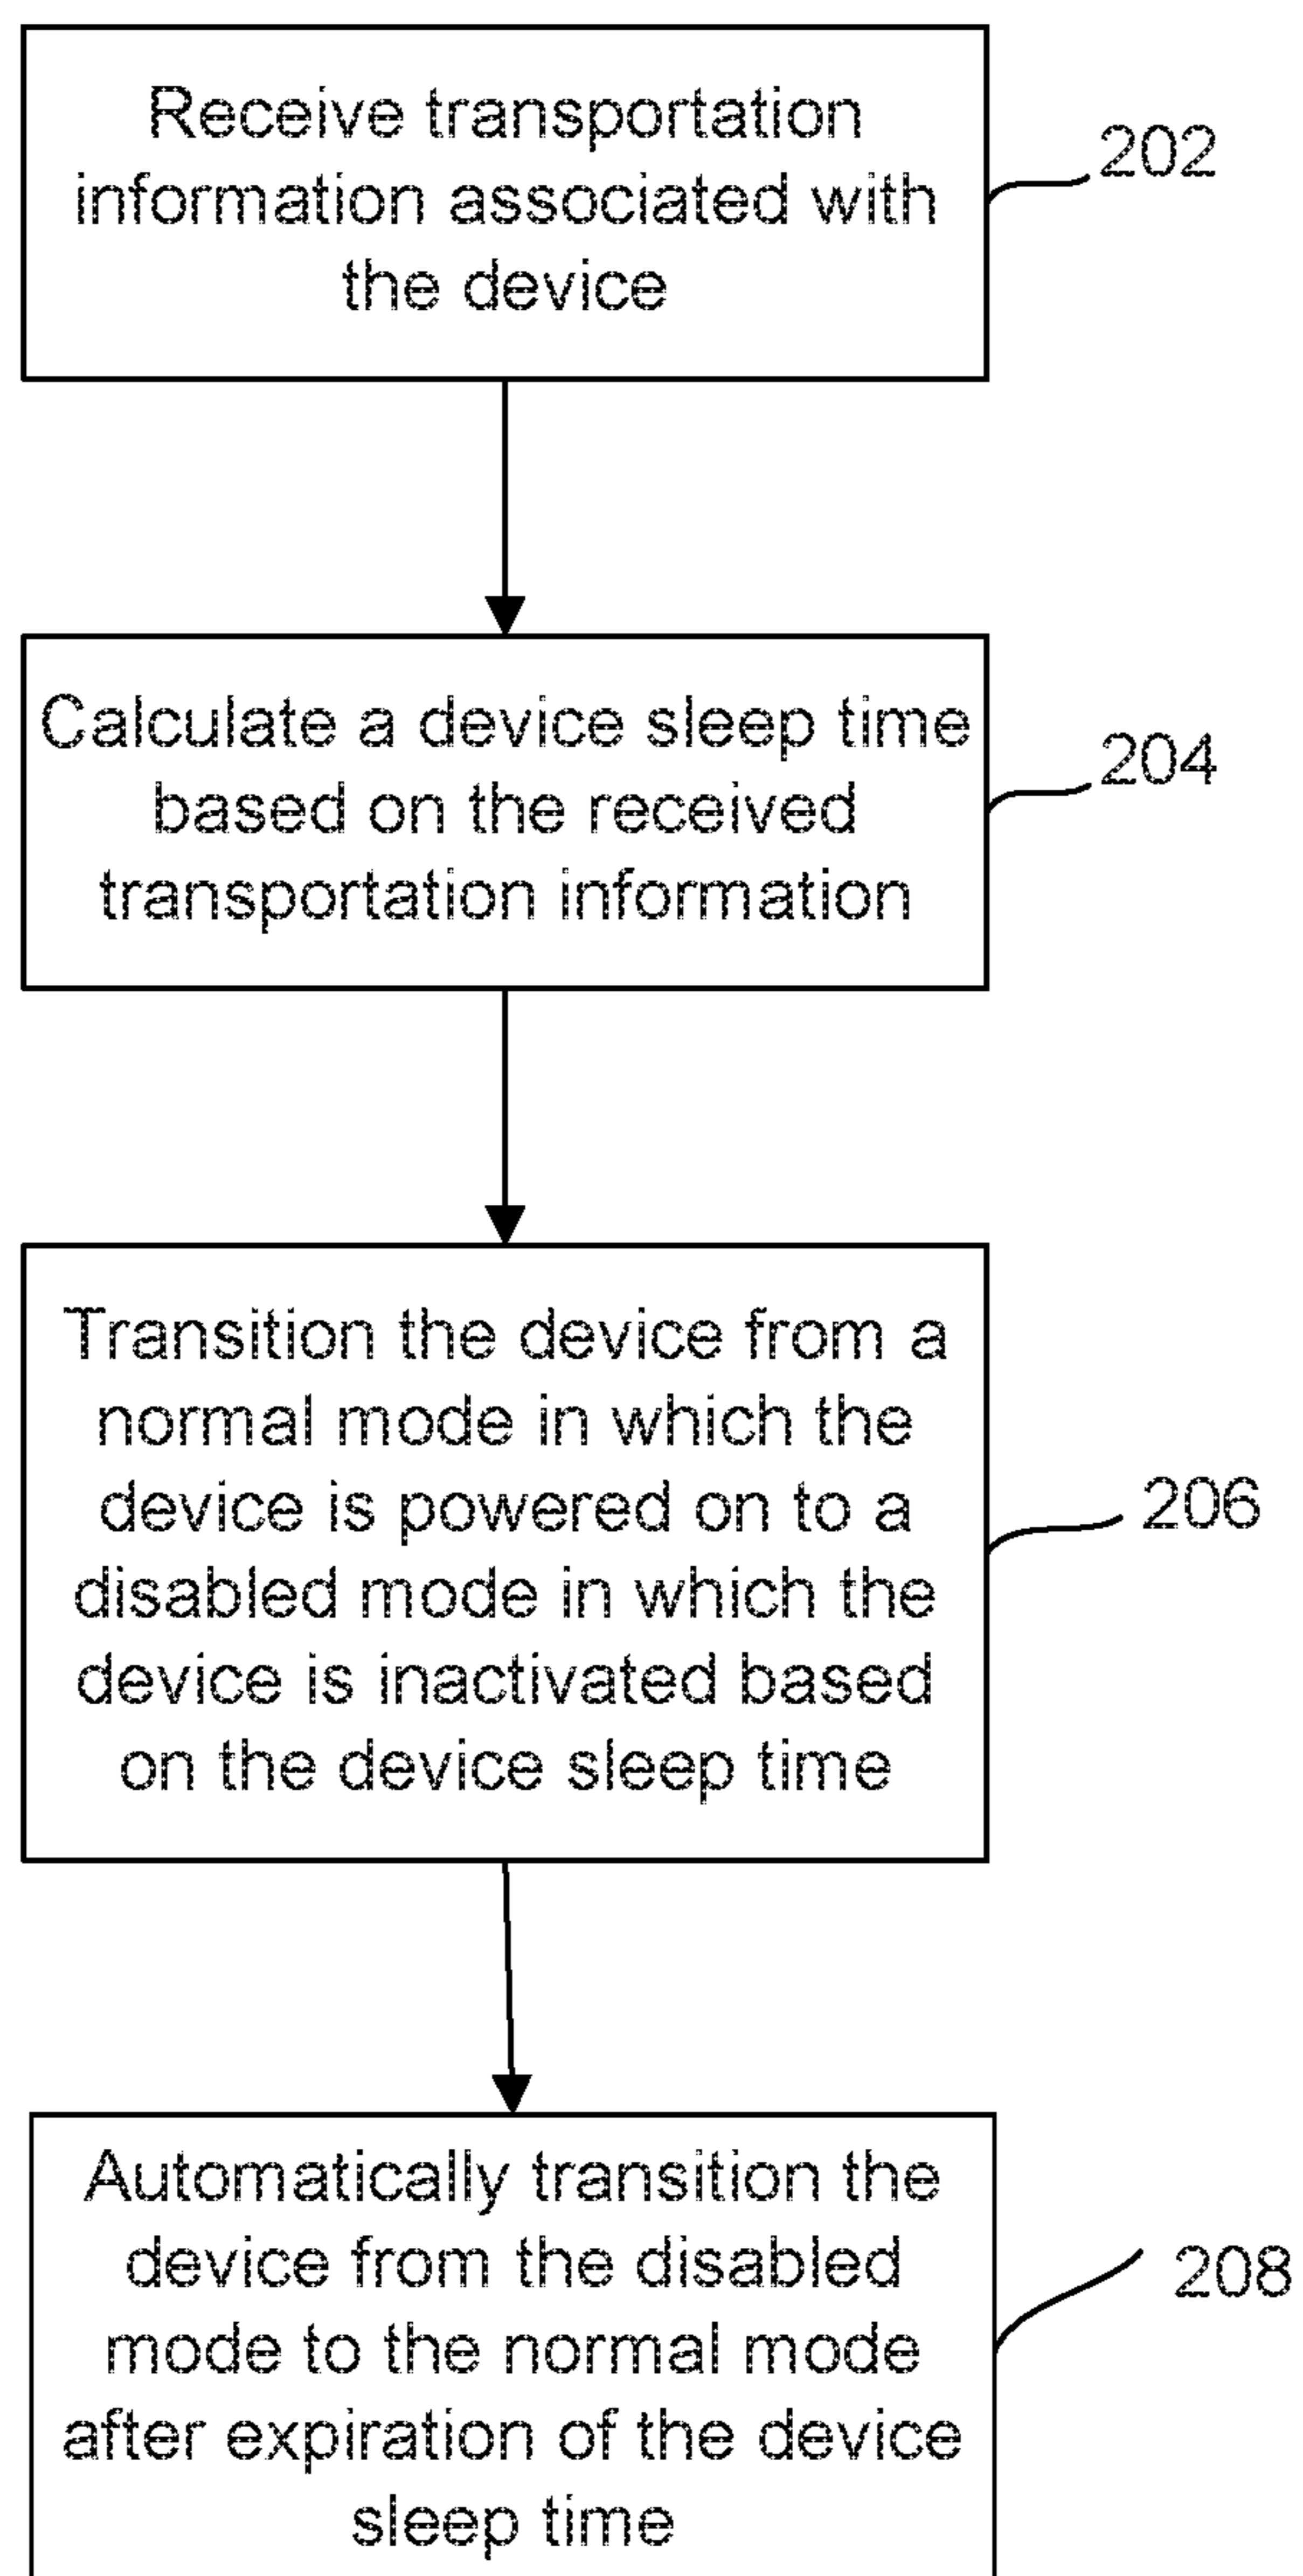 Receive transportation
information associated with
the device
202
Calculate a device sleep time
based on the received
transportation information
204
Transition the device from a
normal mode in which the
device is powered on to a
disabled mode in which the
device is inactivated based
on the device sleep time
206
Automatically transition the
device from the disabled
mode to the normal mode
after expiration of the device
sleep time
208